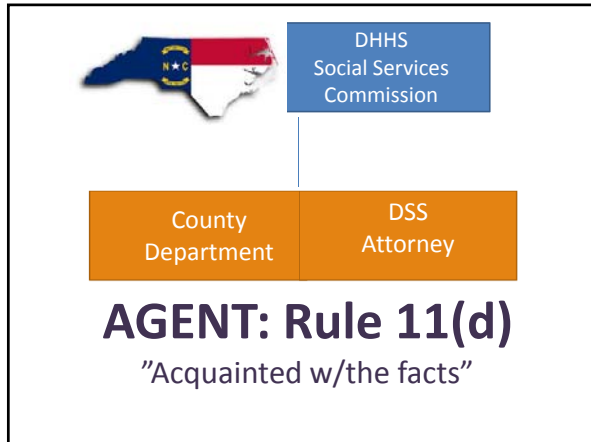 N★C
DHHS
Social Services
Commission
County
Department
DSS
Attorney
AGENT: Rule 11(d)
”Acquainted w/the facts”